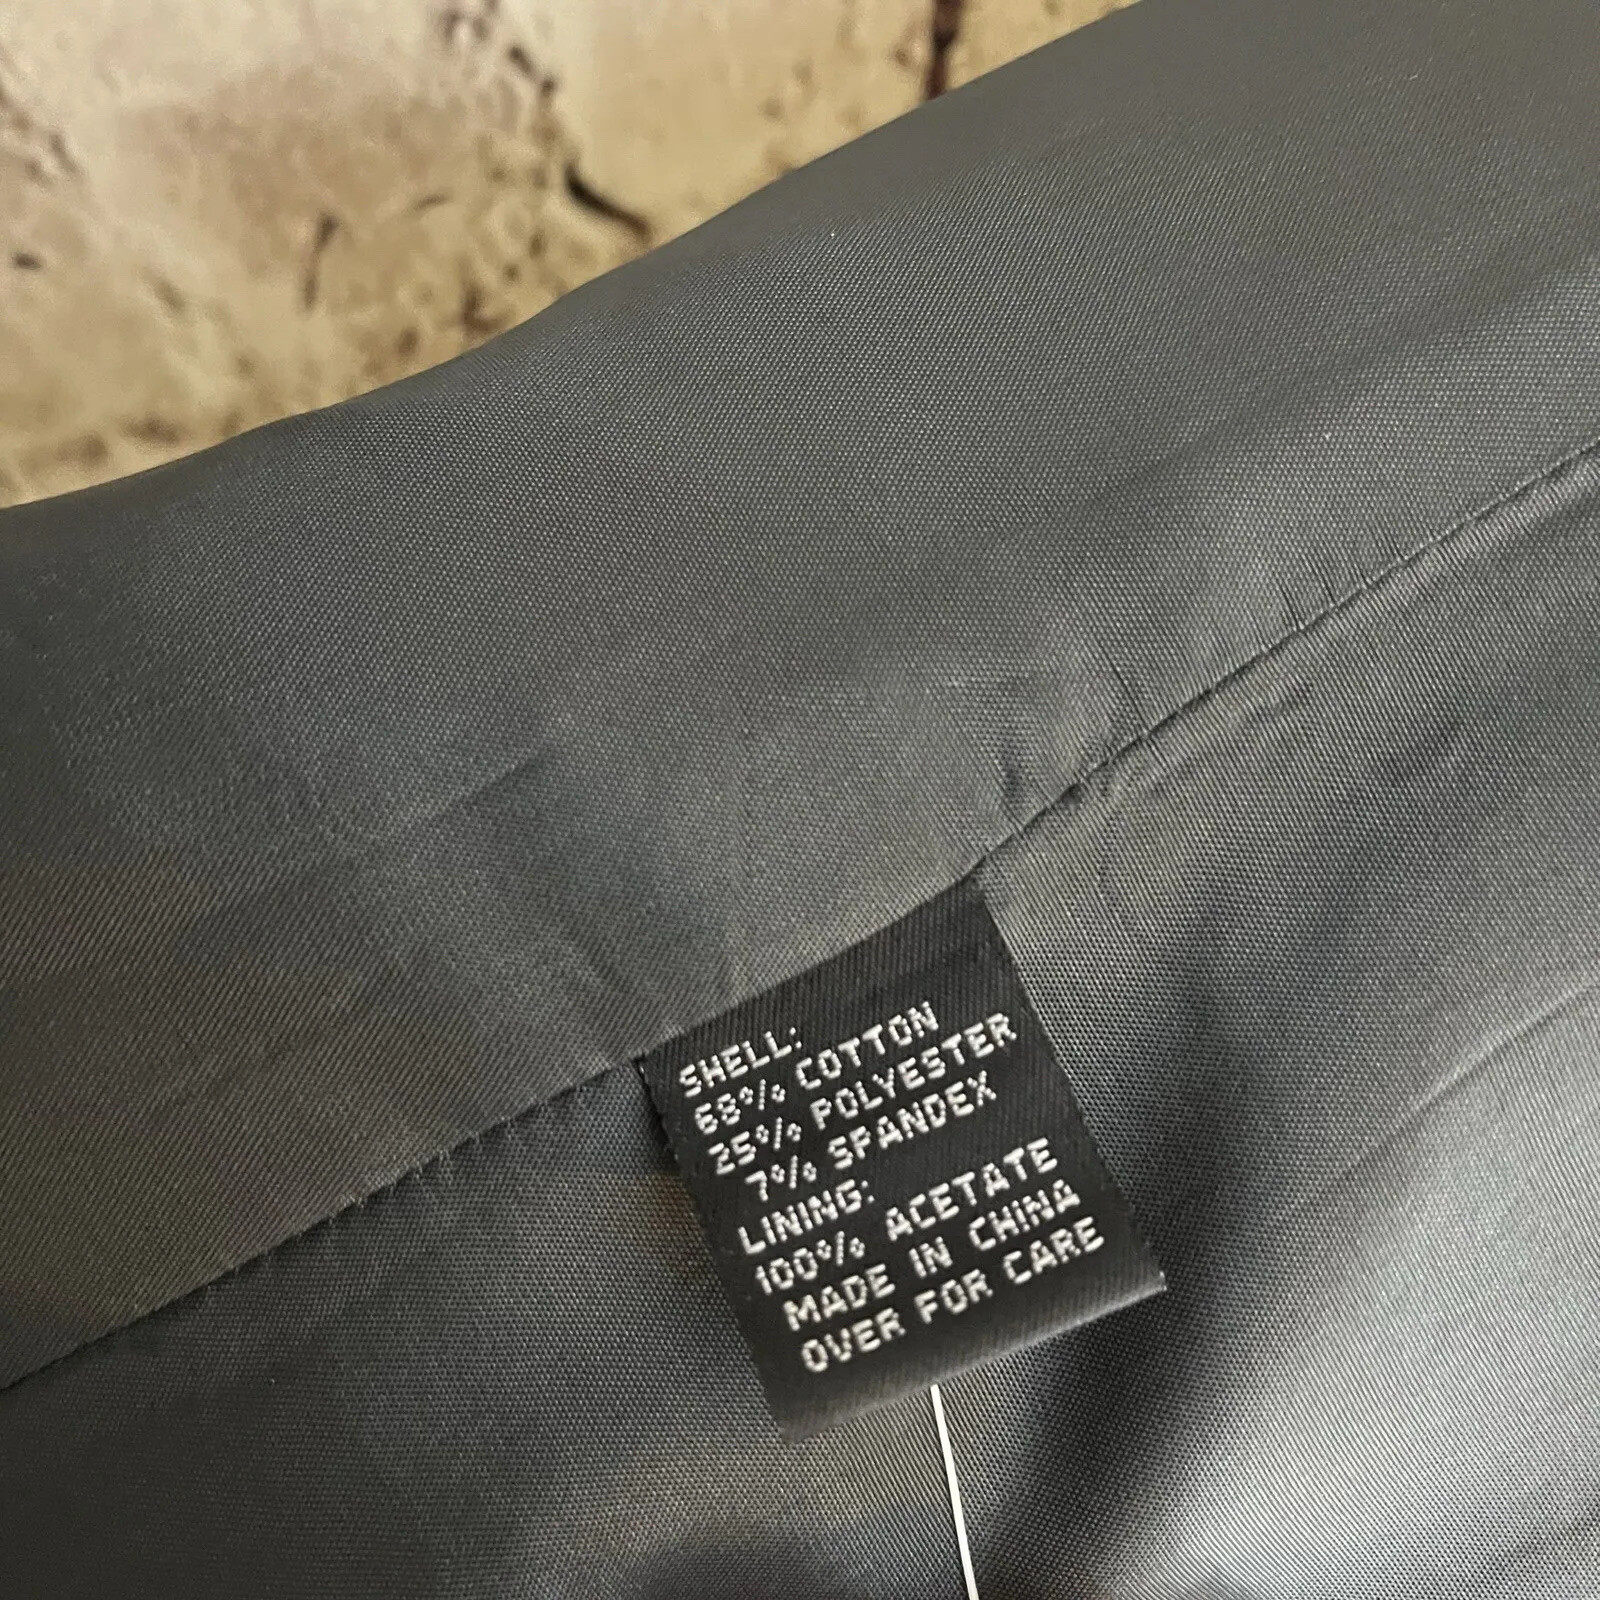 SHELL:
68% COTTON
25% POLYESTER
7% SPANDEX
LINING:
100% ACETATE
MADE IN CHINA
OVER FOR CARE